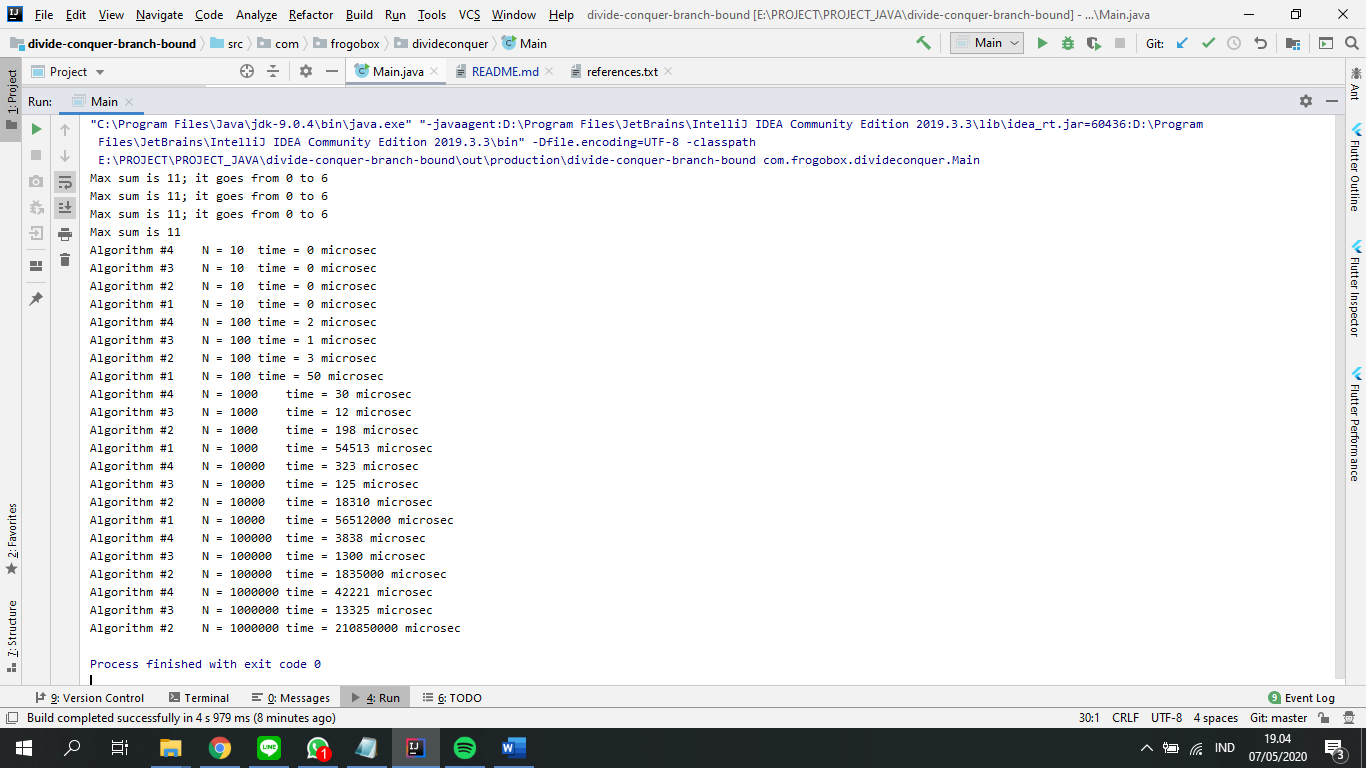 File Edit View Navigate Code Analyze Refactor Build Run Tools VCS Window Help divide-conquer-branch-bound [E:\PROJECT\PROJECT_JAVA\divide-conquer-branch-bound] - ...\Main.java
divide-conquer-branch-bound src com frogobox divideconquer Main Main Git:
Project Main.java README.md references.txt
Run: Main
1: Project
2: Favorites
7: Structure
Ant
Flutter Outline
Flutter Inspector
Flutter Performance
"C:\Program Files\Java\jdk-9.0.4\bin\java.exe" "-javaagent:D:\Program Files\JetBrains\IntelliJ IDEA Community Edition 2019.3.3\lib\idea_rt.jar=60436:D:\Program
Files\JetBrains\IntelliJ IDEA Community Edition 2019.3.3\bin" -Dfile.encoding=UTF-8 -classpath
E:\PROJECT\PROJECT_JAVA\divide-conquer-branch-bound\out\production\divide-conquer-branch-bound com.frogobox.divideconquer.Main
Max sum is 11; it goes from 0 to 6
Max sum is 11; it goes from 0 to 6
Max sum is 11; it goes from 0 to 6
Max sum is 11
Algorithm #4 N = 10 time = 0 microsec
Algorithm #3 N = 10 time = 0 microsec
Algorithm #2 N = 10 time = 0 microsec
Algorithm #1 N = 10 time = 0 microsec
Algorithm #4 N = 100 time = 2 microsec
Algorithm #3 N = 100 time = 1 microsec
Algorithm #2 N = 100 time = 3 microsec
Algorithm #1 N = 100 time = 50 microsec
Algorithm #4 N = 1000 time = 30 microsec
Algorithm #3 N = 1000 time = 12 microsec
Algorithm #2 N = 1000 time = 198 microsec
Algorithm #1 N = 1000 time = 54513 microsec
Algorithm #4 N = 10000 time = 323 microsec
Algorithm #3 N = 10000 time = 125 microsec
Algorithm #2 N = 10000 time = 18310 microsec
Algorithm #1 N = 10000 time = 56512000 microsec
Algorithm #4 N = 100000 time = 3838 microsec
Algorithm #3 N = 100000 time = 1300 microsec
Algorithm #2 N = 100000 time = 1835000 microsec
Algorithm #4 N = 1000000 time = 42221 microsec
Algorithm #3 N = 1000000 time = 13325 microsec
Algorithm #2 N = 1000000 time = 210850000 microsec
Process finished with exit code 0
9: Version Control Terminal 0: Messages 4: Run 6: TODO 9 Event Log
Build completed successfully in 4 s 979 ms (8 minutes ago) 30:1 CRLF UTF-8 4 spaces Git: master
1 IND 19.04
07/05/2020 3